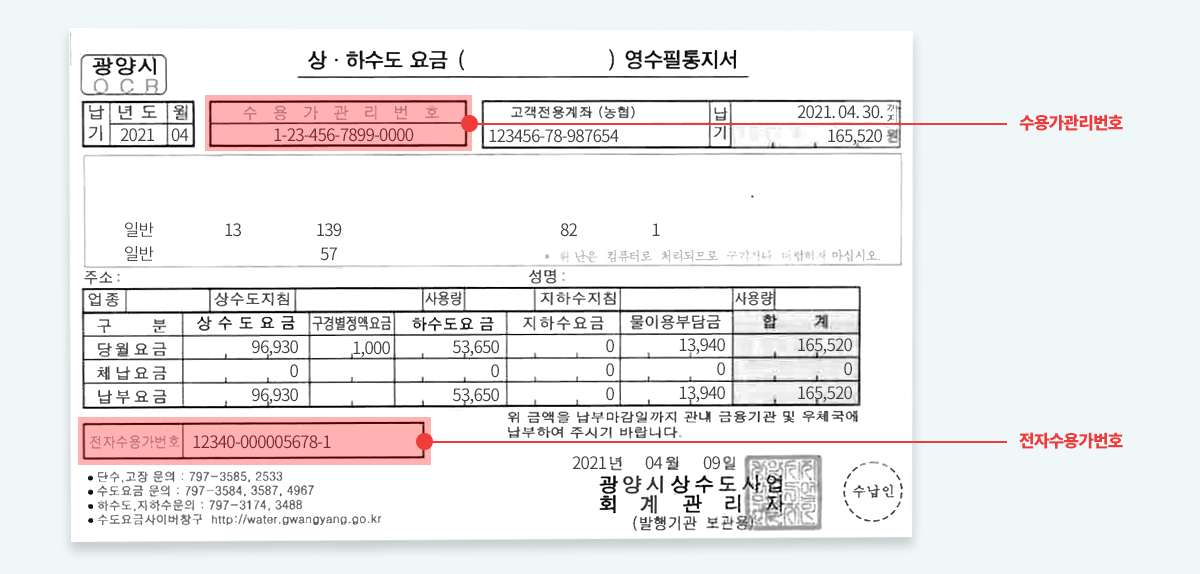 광양시
OCR
상·하수도 요금 ( ) 영수필통지서
납기 년도 월
2021 04
수용가관리번호
1-23-456-7899-0000
고객전용계좌 (농협)
123456-78-987654
납기 2021.04.30.까지
165,520 원
수용가관리번호
일반 13 139 82 1
일반 57
* 위 난은 컴퓨터로 처리되므로 마십시오.
주소 : 성명 :
업종 상수도지침 사용량 지하수지침 사용량
구 분 상수도요금 구경별정액요금 하수도요금 지하수요금 물이용부담금 합 계
당월요금 96,930 1,000 53,650 0 13,940 165,520
체납요금 0 0 0 0 0
납부요금 96,930 53,650 0 13,940 165,520
위 금액을 납부마감일까지 관내 금융기관 및 우체국에
납부하여 주시기 바랍니다.
전자수용가번호 12340-000005678-1
전자수용가번호
2021년 04월 09일
● 단수,고장 문의 : 797-3585, 2533
● 수도요금 문의 : 797-3584, 3587, 4967
● 하수도,지하수문의 : 797-3174, 3488
● 수도요금사이버창구 http://water.gwangyang.go.kr
광양시상수도사업
회계관리자
(발행기관 보관용)
수납인